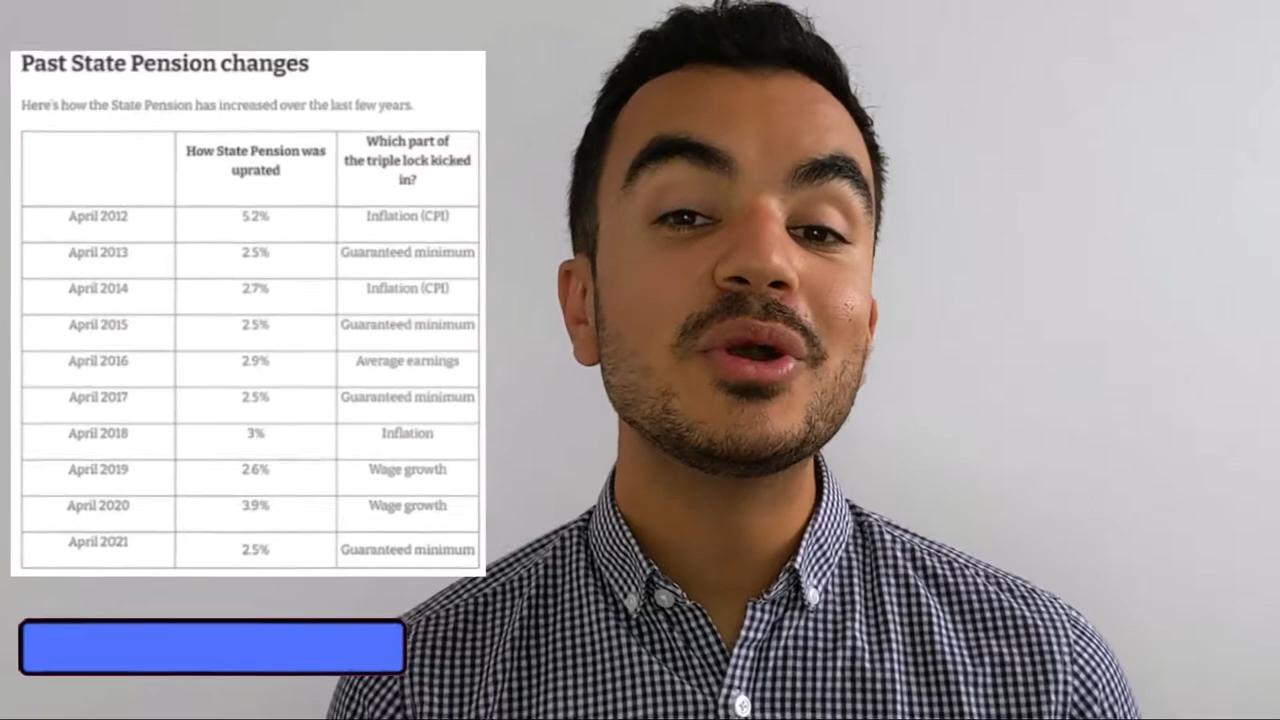 Past State Pension changes
Here's how the State Pension has increased over the last few years.
How State Pension was
uprated
Which part of
the triple lock kicked
in?
April 2012 5.2% Inflation (CPI)
April 2013 2.5% Guaranteed minimum
April 2014 2.7% Inflation (CPI)
April 2015 2.5% Guaranteed minimum
April 2016 2.9% Average earnings
April 2017 2.5% Guaranteed minimum
April 2018 3% Inflation
April 2019 2.6% Wage growth
April 2020 3.9% Wage growth
April 2021 2.5% Guaranteed minimum